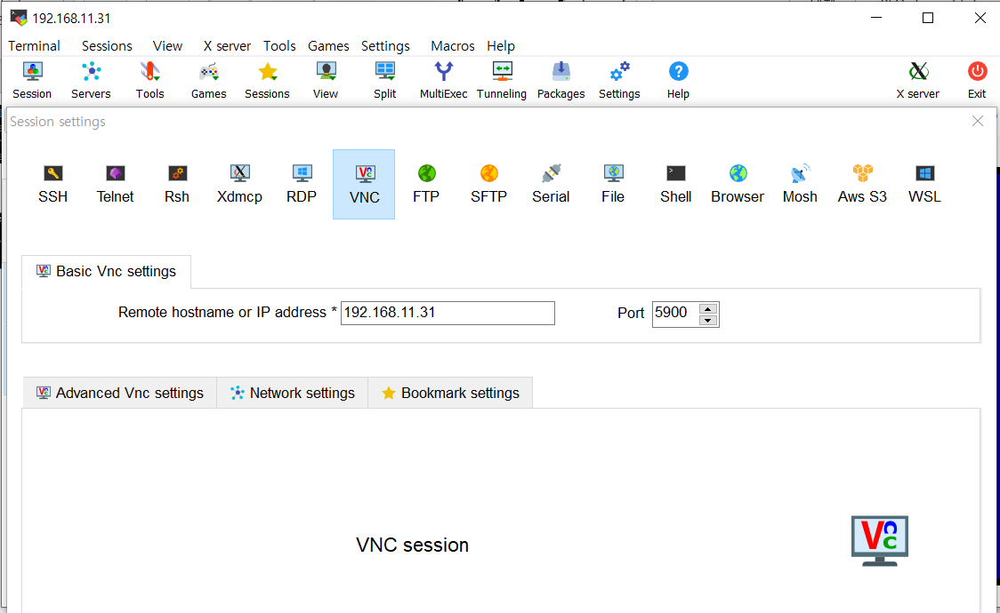 192.168.11.31
Terminal Sessions View X server Tools Games Settings Macros Help
Session Servers Tools Games Sessions View Split MultiExec Tunneling Packages Settings Help X server Exit
Session settings
SSH Telnet Rsh Xdmcp RDP VNC FTP SFTP Serial File Shell Browser Mosh Aws S3 WSL
Basic Vnc settings
Remote hostname or IP address * 192.168.11.31 Port 5900
Advanced Vnc settings Network settings Bookmark settings
VNC session